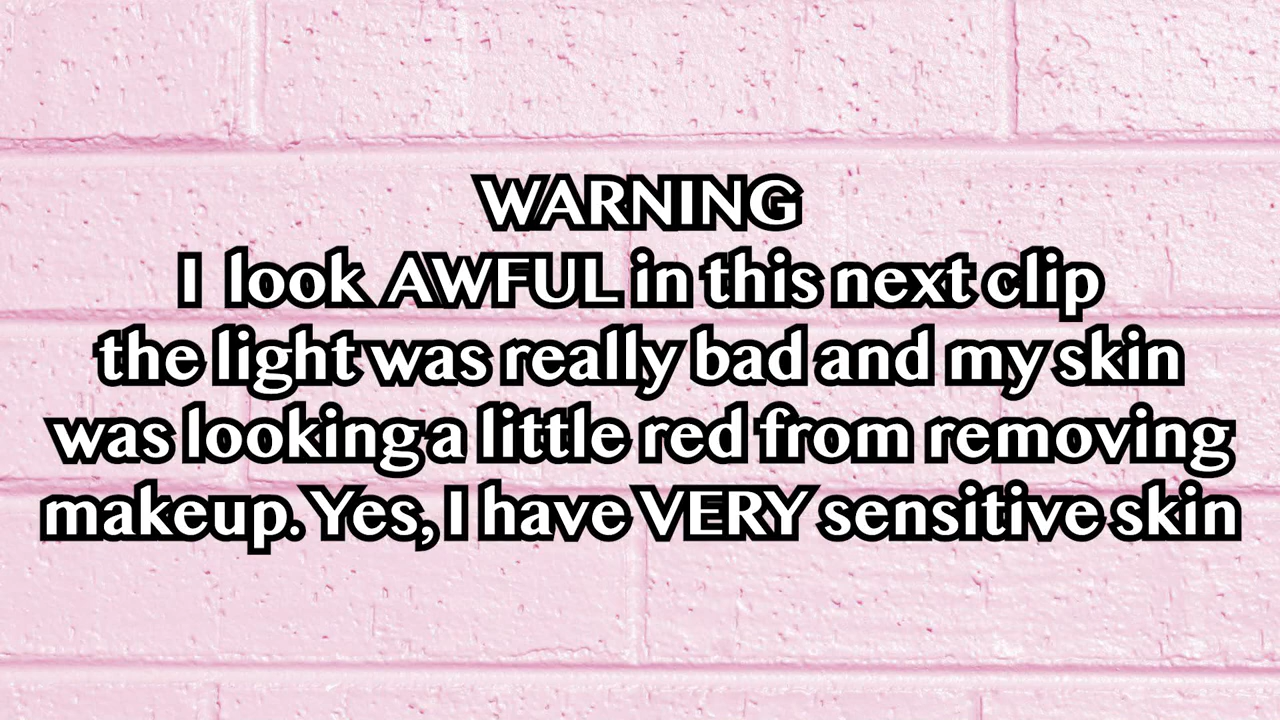 WARNING
I look AWFUL in this next clip
the light was really bad and my skin
was looking a little red from removing
makeup. Yes, I have VERY sensitive skin